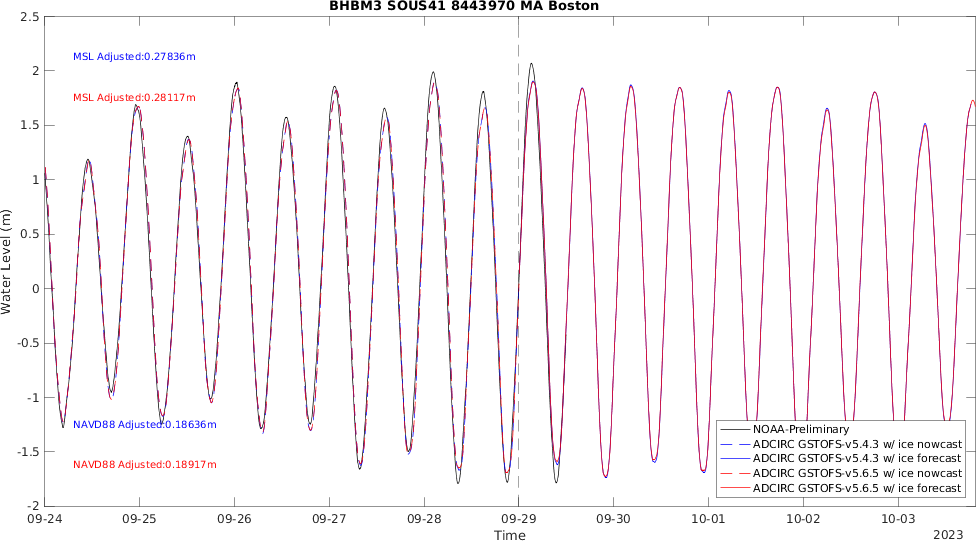 BHBM3 SOUS41 8443970 MA Boston
2.5
2
1.5
1
0.5
0
-0.5
-1
-1.5
-2
Water Level (m)
MSL Adjusted:0.27836m
MSL Adjusted:0.28117m
NAVD88 Adjusted:0.18636m
NAVD88 Adjusted:0.18917m
NOAA-Preliminary
ADCIRC GSTOFS-v5.4.3 w/ ice nowcast
ADCIRC GSTOFS-v5.4.3 w/ ice forecast
ADCIRC GSTOFS-v5.6.5 w/ ice nowcast
ADCIRC GSTOFS-v5.6.5 w/ ice forecast
09-24 09-25 09-26 09-27 09-28 09-29 09-30 10-01 10-02 10-03
Time
2023